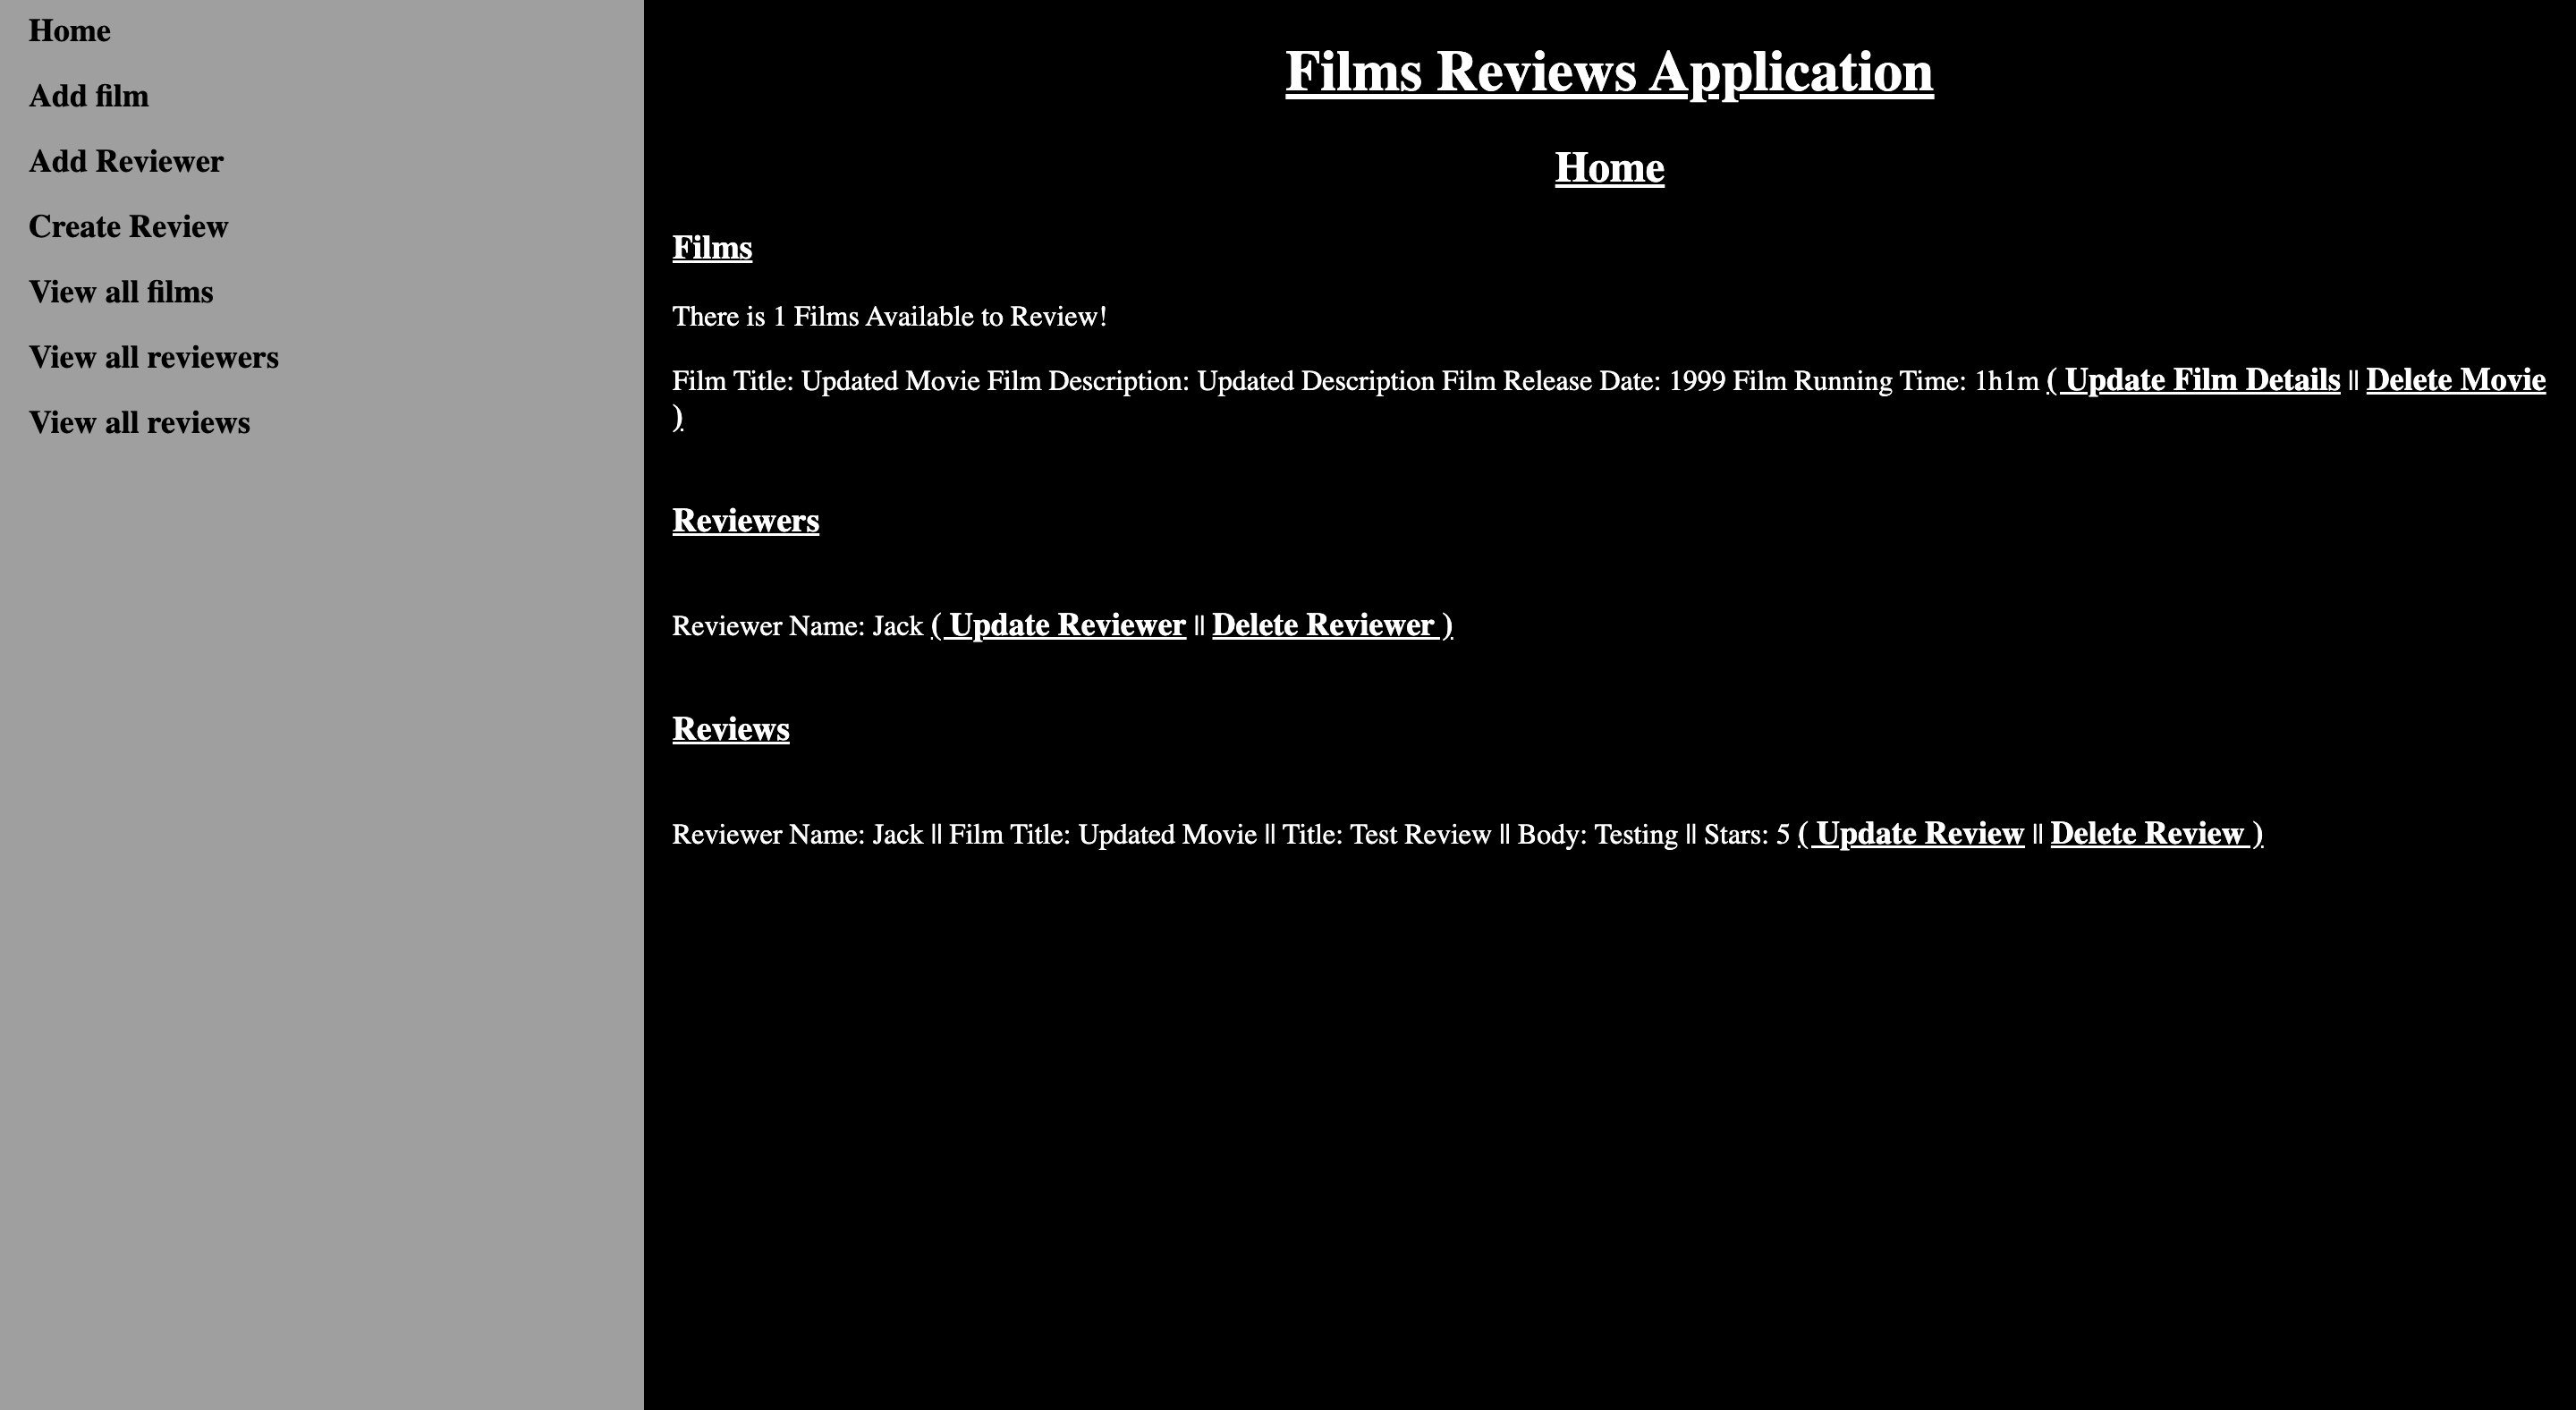 Home
Add film
Add Reviewer
Create Review
View all films
View all reviewers
View all reviews
Films Reviews Application
Home
Films
There is 1 Films Available to Review!
Film Title: Updated Movie Film Description: Updated Description Film Release Date: 1999 Film Running Time: 1h1m ( Update Film Details || Delete Movie
)
Reviewers
Reviewer Name: Jack ( Update Reviewer || Delete Reviewer )
Reviews
Reviewer Name: Jack || Film Title: Updated Movie || Title: Test Review || Body: Testing || Stars: 5 ( Update Review || Delete Review )